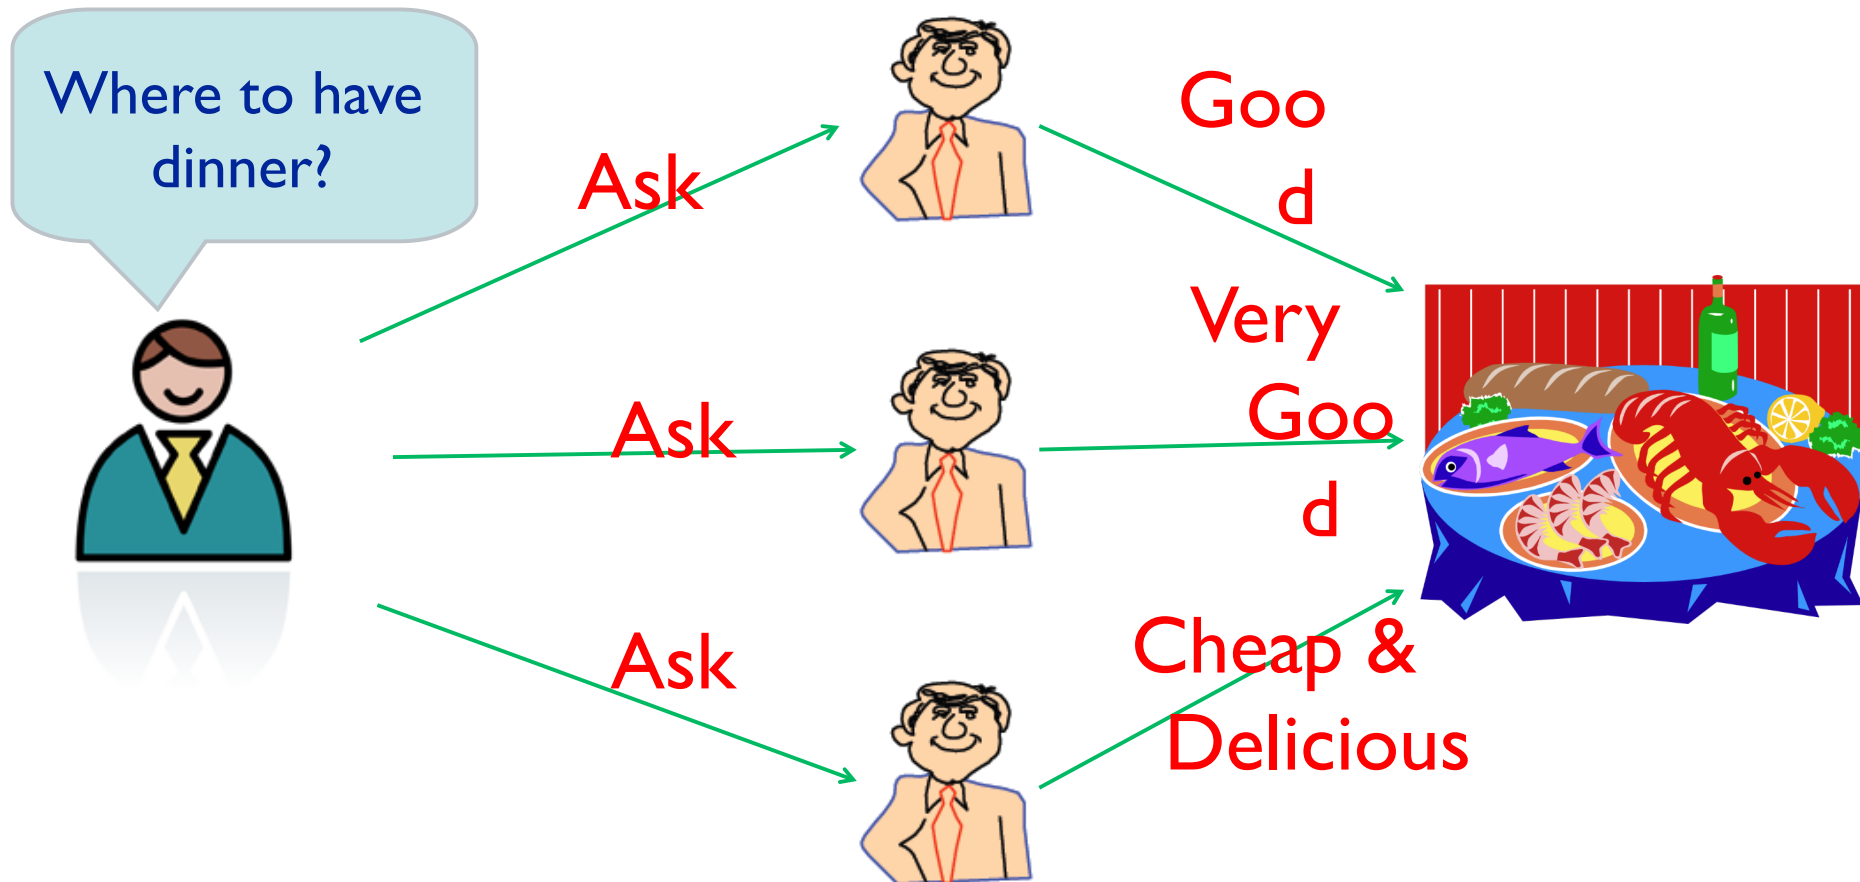 Where to have
dinner?
Ask
Goo
d
Ask
Very
Goo
d
Ask
Cheap &
Delicious